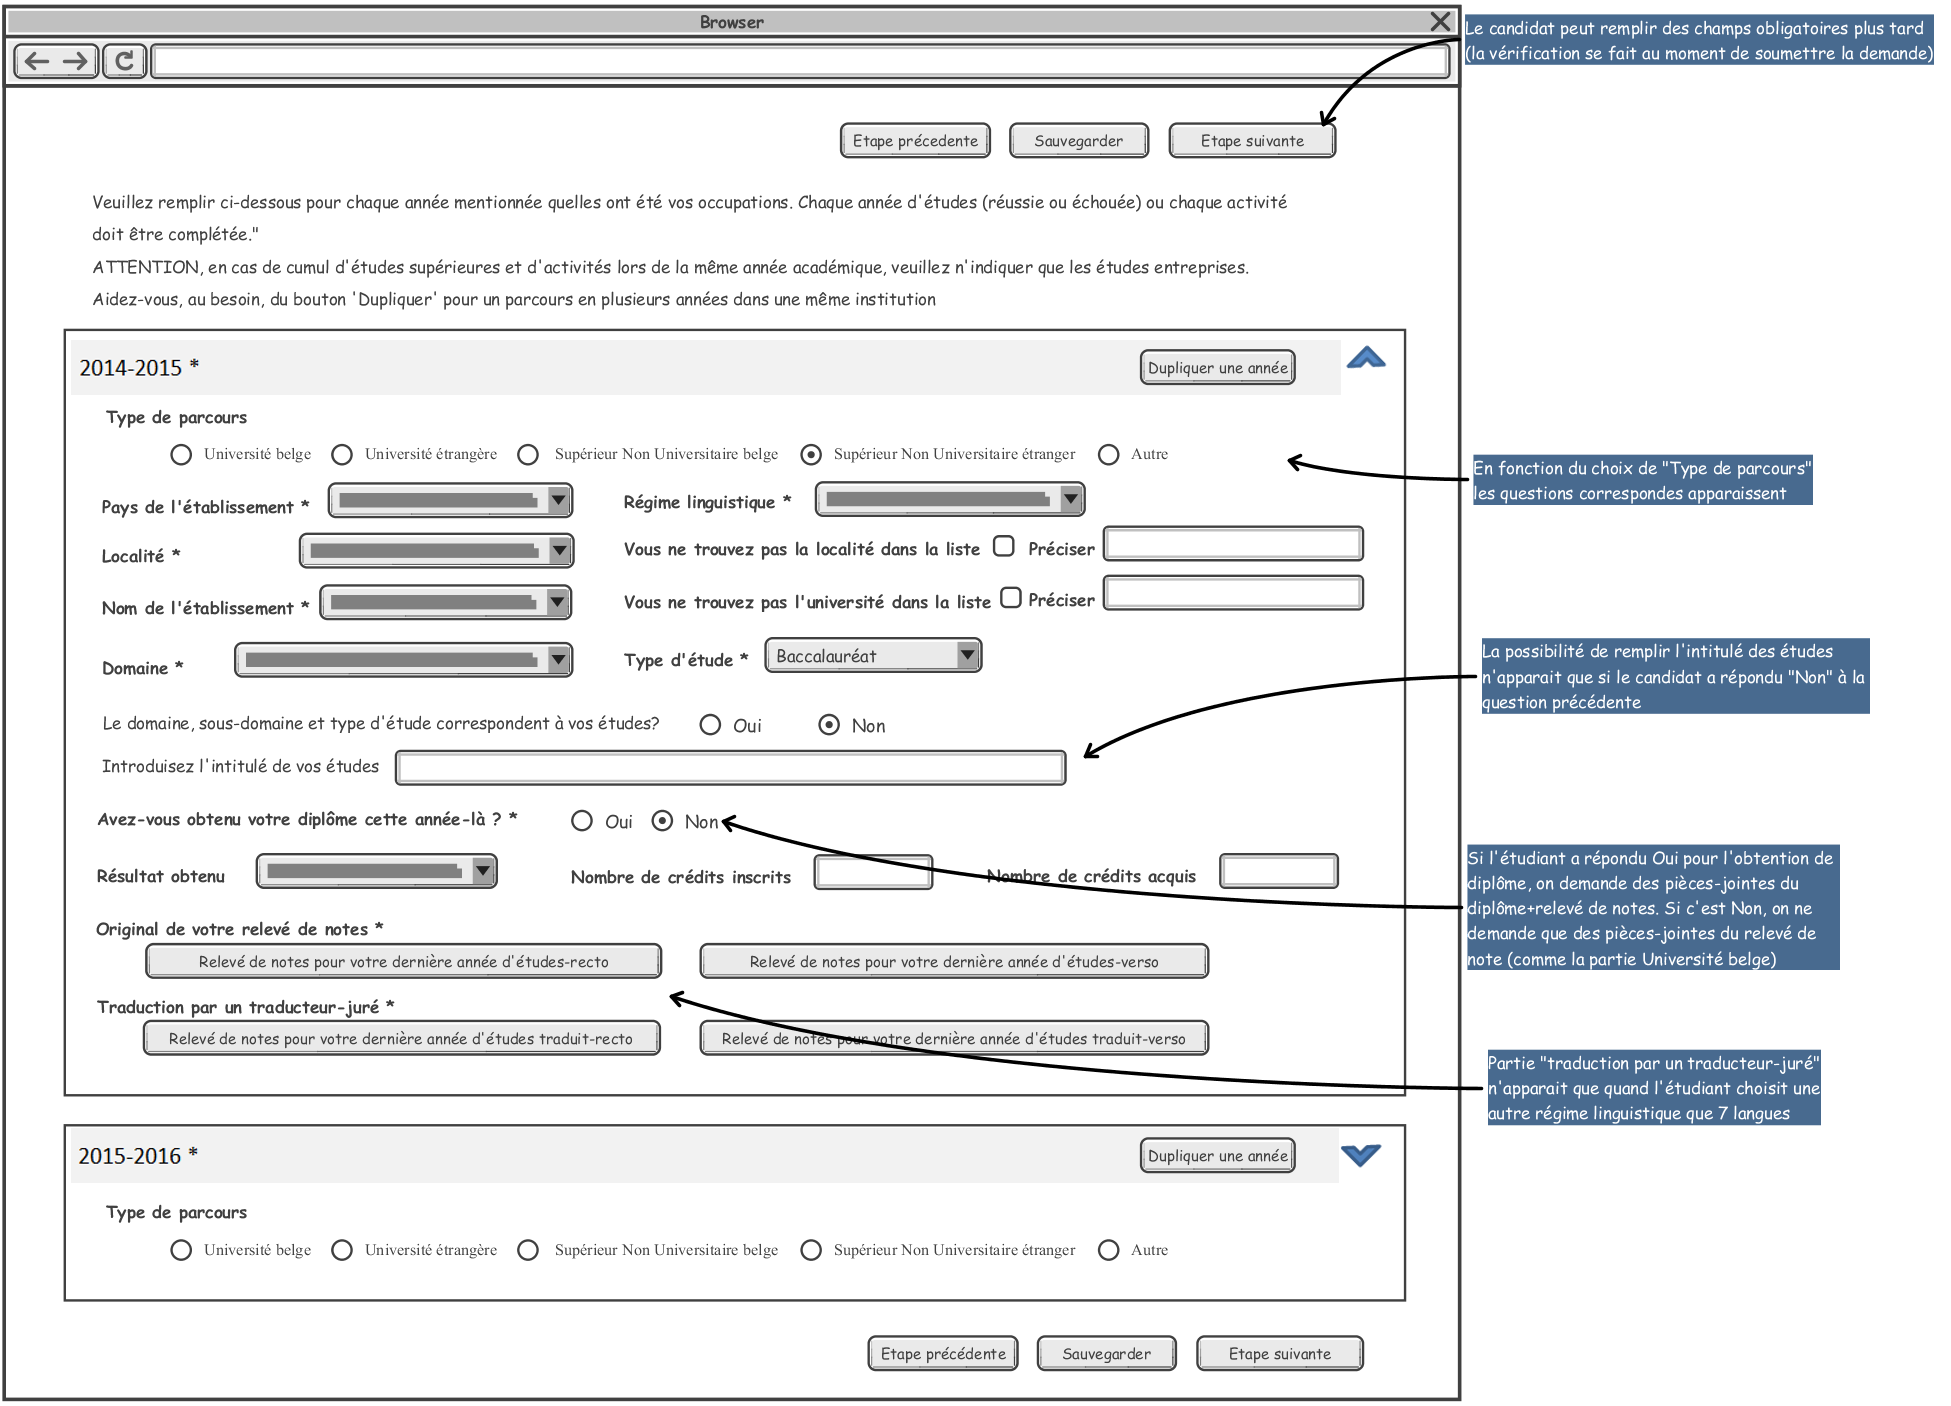 Browser
Le candidat peut remplir des champs obligatoires plus tard
(la vérification se fait au moment de soumettre la demande)
Etape précedente
Sauvegarder
Etape suivante
Veuillez remplir ci-dessous pour chaque année mentionnée quelles ont été vos occupations. Chaque année d'études (réussie ou échouée) ou chaque activité
doit être complétée."
ATTENTION, en cas de cumul d'études supérieures et d'activités lors de la même année académique, veuillez n'indiquer que les études entreprises.
Aidez-vous, au besoin, du bouton 'Dupliquer' pour un parcours en plusieurs années dans une même institution
2014-2015 *
Dupliquer une année
Type de parcours
Université belge
Université étrangère
Supérieur Non Universitaire belge
Supérieur Non Universitaire étranger
Autre
En fonction du choix de "Type de parcours"
les questions correspondes apparaissent
Pays de l'établissement *
Régime linguistique *
Localité *
Vous ne trouvez pas la localité dans la liste
Préciser
Nom de l'établissement *
Vous ne trouvez pas l'université dans la liste
Préciser
Domaine *
Type d'étude *
Baccalauréat
La possibilité de remplir l'intitulé des études
n'apparait que si le candidat a répondu "Non" à la
question précédente
Le domaine, sous-domaine et type d'étude correspondent à vos études?
Oui
Non
Introduisez l'intitulé de vos études
Avez-vous obtenu votre diplôme cette année-là ? *
Oui
Non
Résultat obtenu
Nombre de crédits inscrits
Nombre de crédits acquis
Si l'étudiant a répondu Oui pour l'obtention de
diplôme, on demande des pièces-jointes du
diplôme+relevé de notes. Si c'est Non, on ne
demande que des pièces-jointes du relevé de
note (comme la partie Université belge)
Original de votre relevé de notes *
Relevé de notes pour votre dernière année d'études-recto
Relevé de notes pour votre dernière année d'études-verso
Traduction par un traducteur-juré *
Relevé de notes pour votre dernière année d'études traduit-recto
Relevé de notes pour votre dernière année d'études traduit-verso
Partie "traduction par un traducteur-juré"
n'apparait que quand l'étudiant choisit une
autre régime linguistique que 7 langues
2015-2016 *
Dupliquer une année
Type de parcours
Université belge
Université étrangère
Supérieur Non Universitaire belge
Supérieur Non Universitaire étranger
Autre
Etape précédente
Sauvegarder
Etape suivante